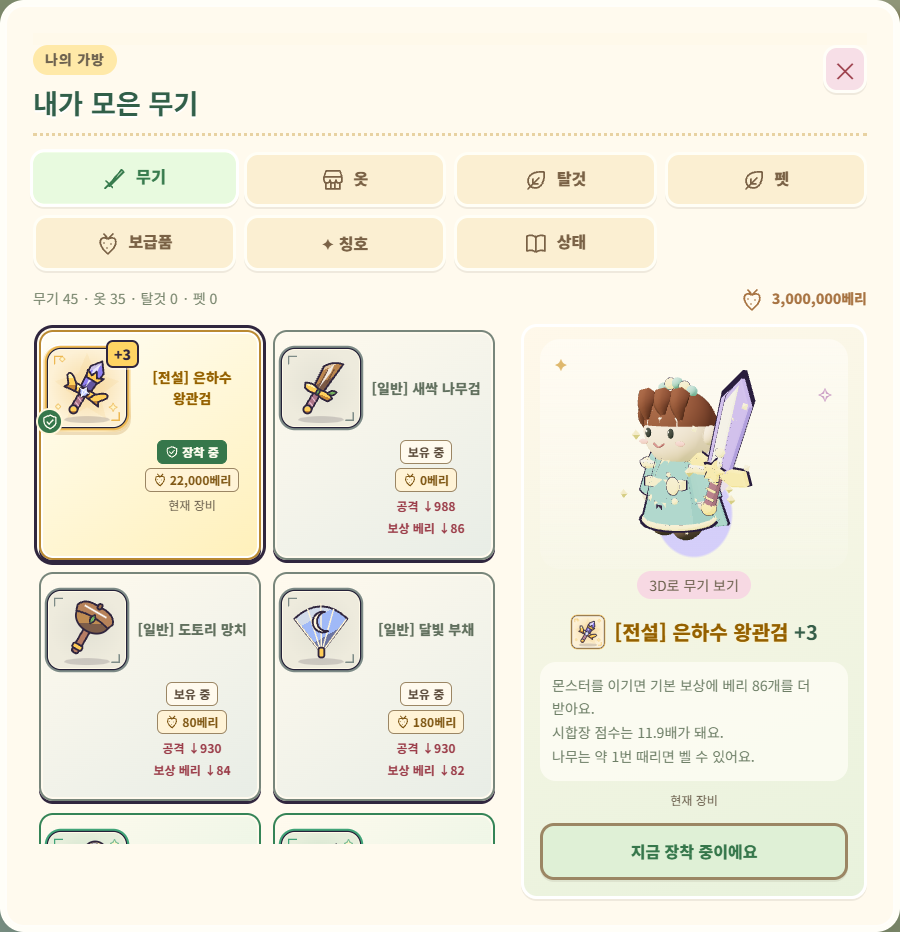 나의 가방
내가 모은 무기
무기
옷
탈것
펫
보급품
칭호
상태
무기 45 · 옷 35 · 탈것 0 · 펫 0
3,000,000베리
+3
[전설] 은하수
왕관검
장착 중
22,000베리
현재 장비
[일반] 새싹 나무검
보유 중
0베리
공격 ↓988
보상 베리 ↓86
[일반] 도토리 망치
보유 중
80베리
공격 ↓930
보상 베리 ↓84
[일반] 달빛 부채
보유 중
180베리
공격 ↓930
보상 베리 ↓82
3D로 무기 보기
[전설] 은하수 왕관검 +3
몬스터를 이기면 기본 보상에 베리 86개를 더
받아요.
시합장 점수는 11.9배가 돼요.
나무는 약 1번 때리면 벨 수 있어요.
현재 장비
지금 장착 중이에요